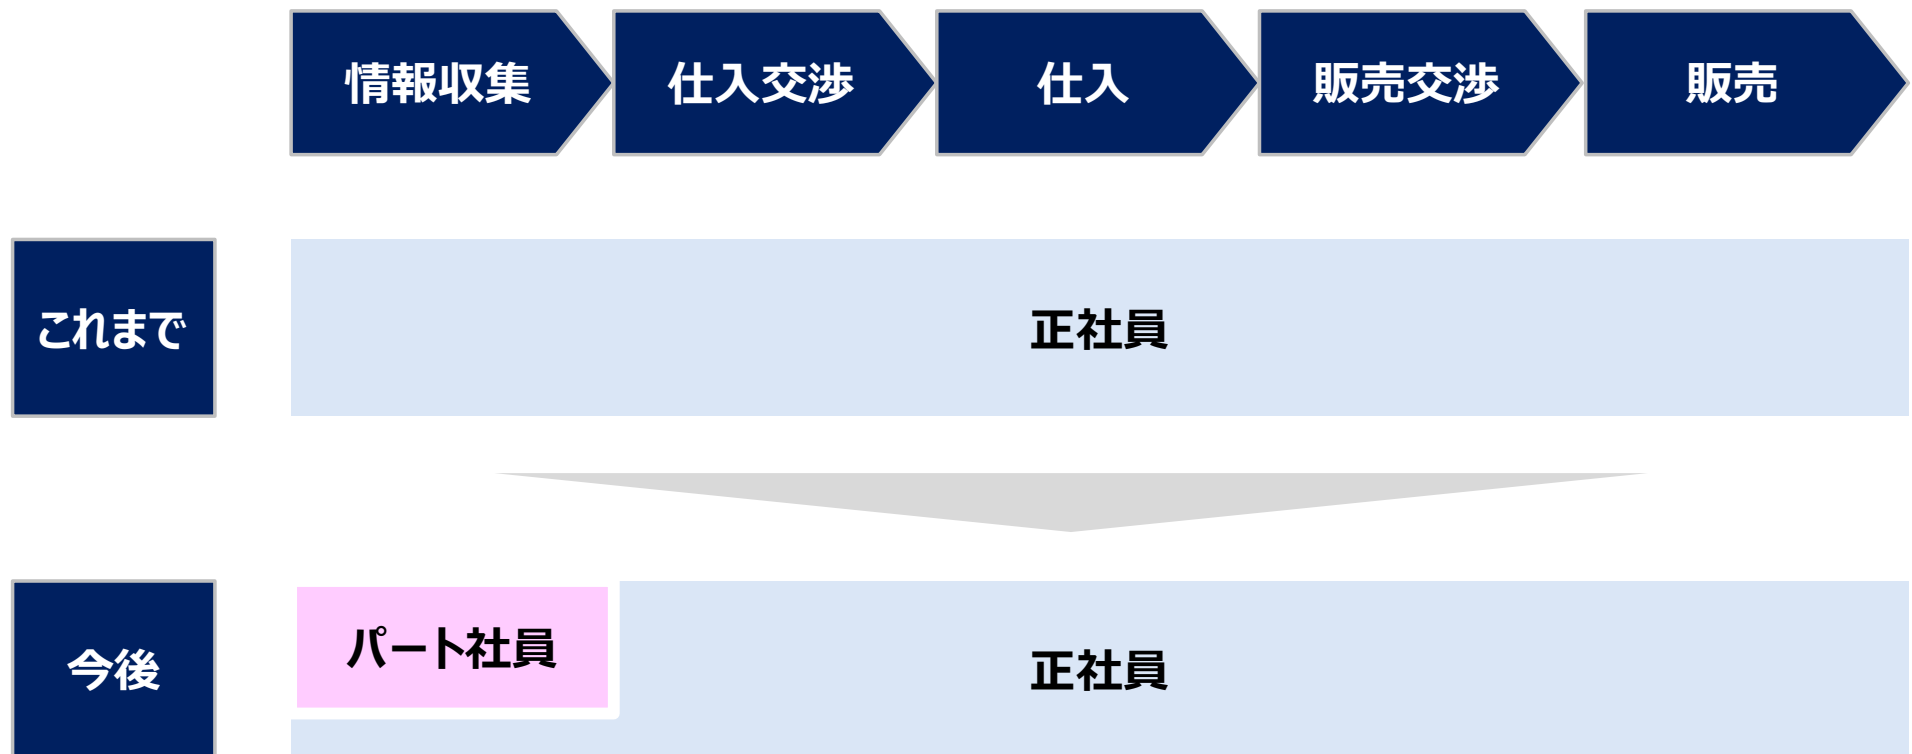 情報収集
仕入交渉
仕入
販売交渉
販売
これまで
正社員
今後
パート社員
正社員